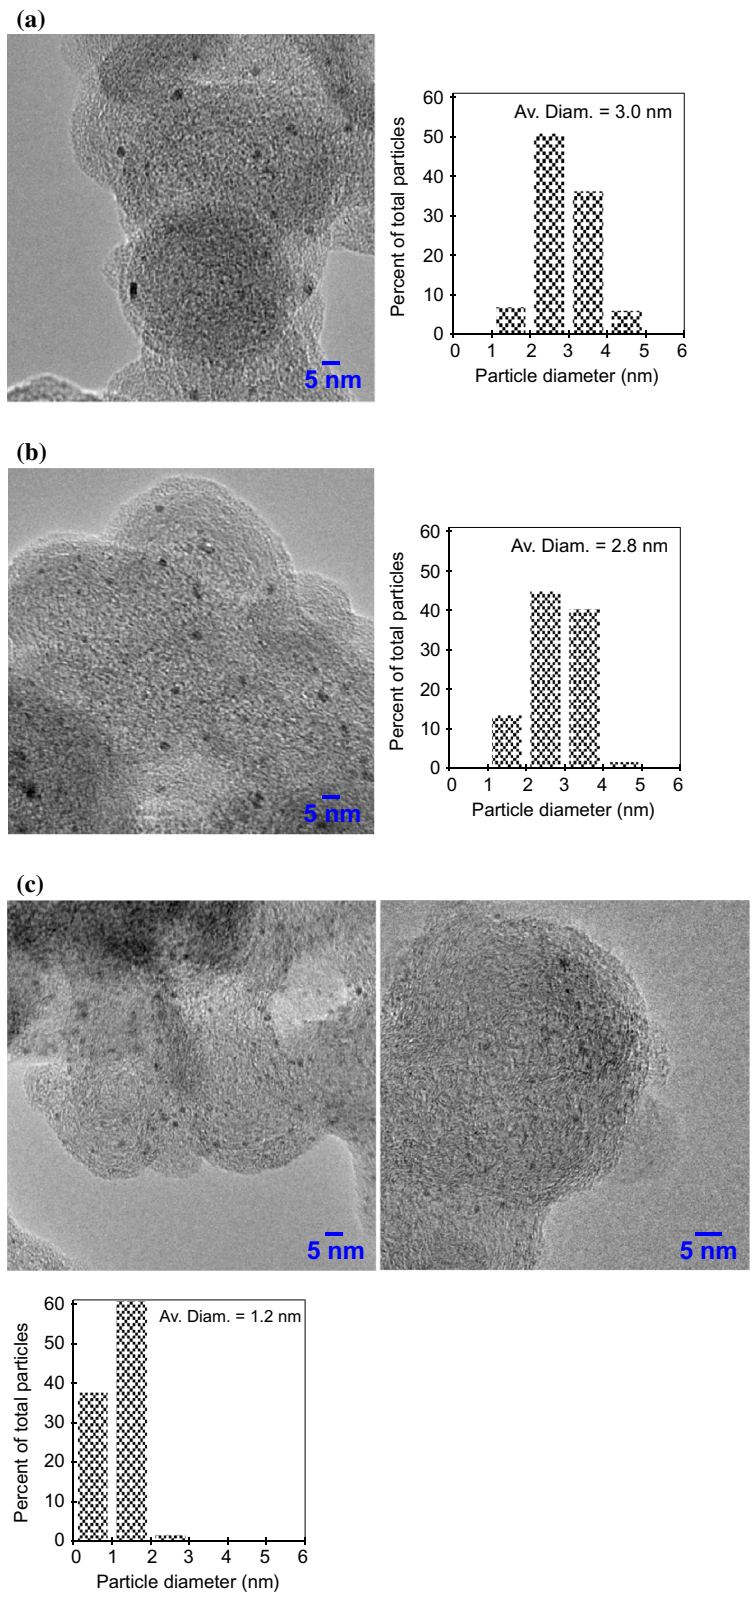 (a)
5 nm
Av. Diam. = 3.0 nm
Percent of total particles
60
50
40
30
20
10
0
0 1 2 3 4 5 6
Particle diameter (nm)
(b)
5 nm
Av. Diam. = 2.8 nm
Percent of total particles
60
50
40
30
20
10
0
0 1 2 3 4 5 6
Particle diameter (nm)
(c)
5 nm
5 nm
Av. Diam. = 1.2 nm
Percent of total particles
60
50
40
30
20
10
0
0 1 2 3 4 5 6
Particle diameter (nm)